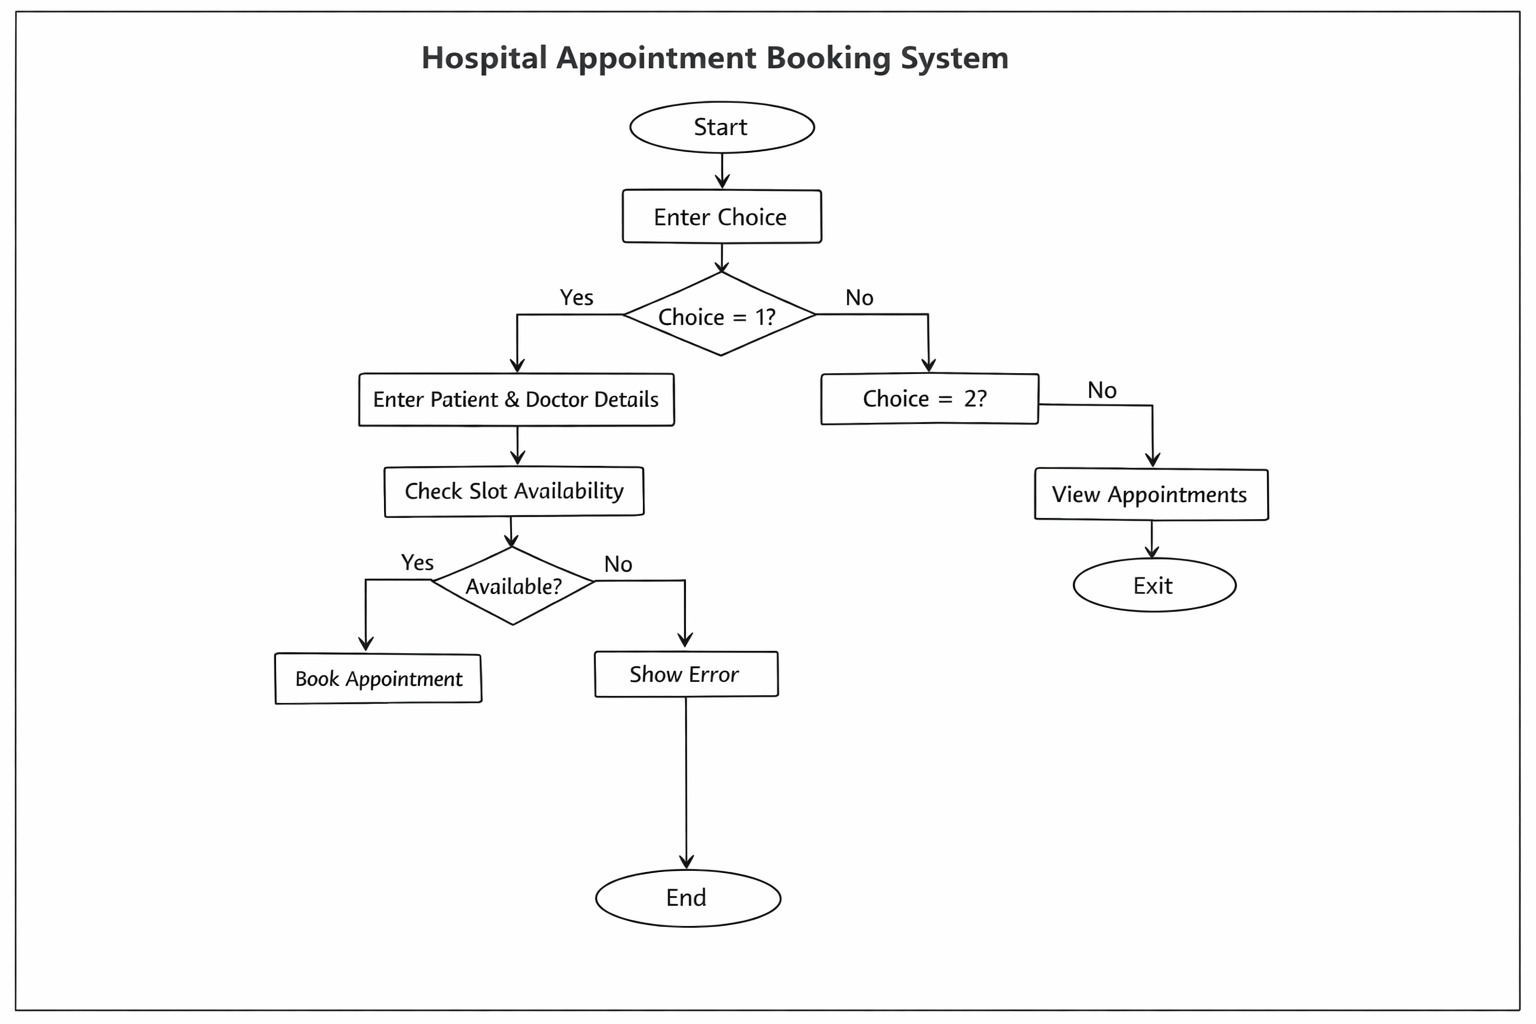 Hospital Appointment Booking System
Start
Enter Choice
Yes
Choice = 1?
No
Enter Patient & Doctor Details
Choice = 2?
No
Check Slot Availability
View Appointments
Yes
Available?
No
Exit
Book Appointment
Show Error
End